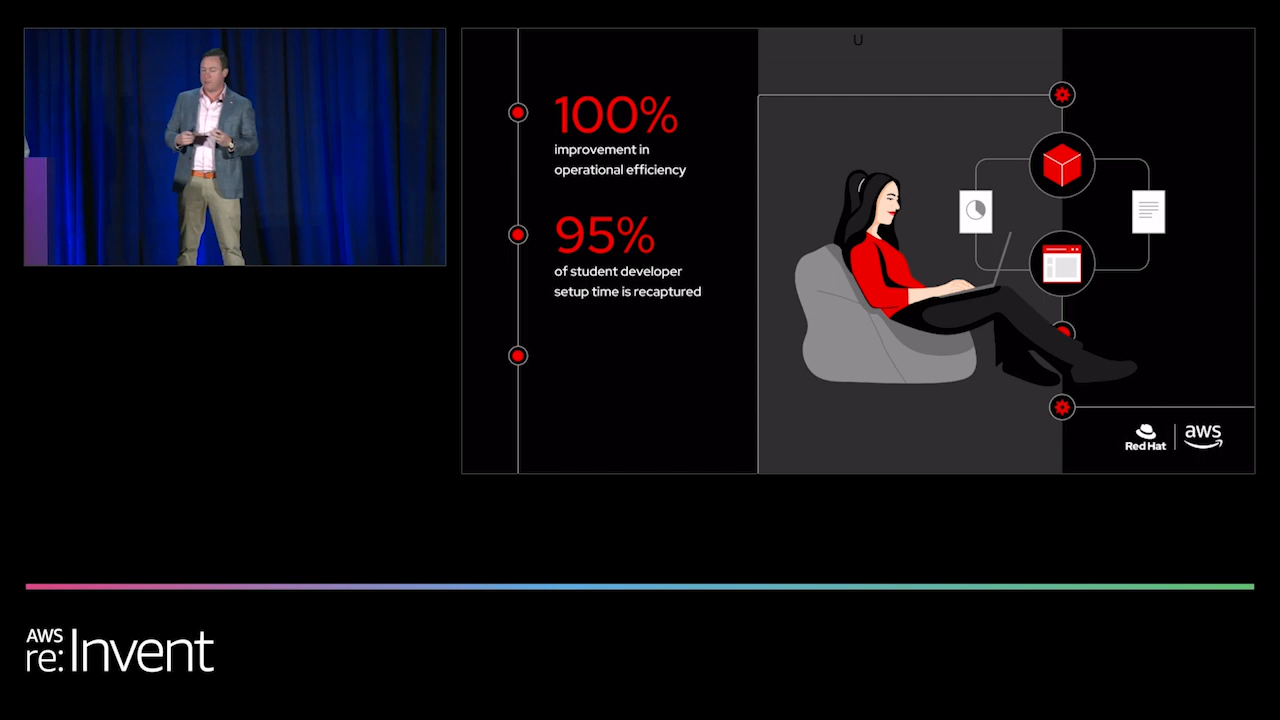 U
100%
improvement in
operational efficiency
95%
of student developer
setup time is recaptured
Red Hat
aws
AWS
re:Invent